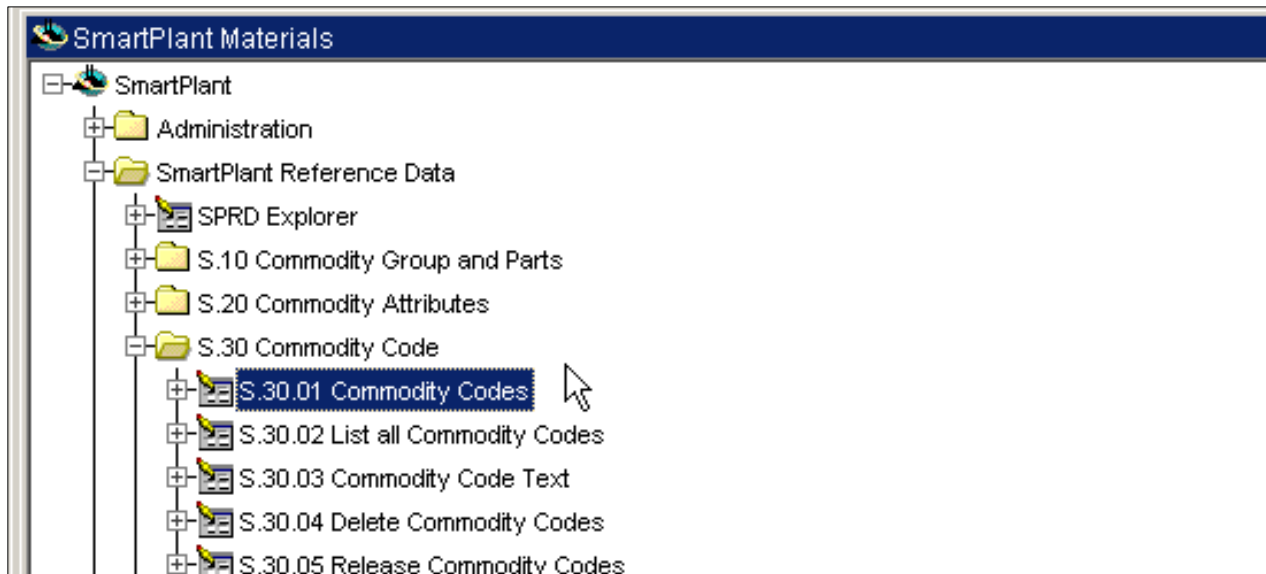 SmartPlant Materials
SmartPlant
Administration
SmartPlant Reference Data
SPRD Explorer
S.10 Commodity Group and Parts
S.20 Commodity Attributes
S.30 Commodity Code
S.30.01 Commodity Codes
S.30.02 List all Commodity Codes
S.30.03 Commodity Code Text
S.30.04 Delete Commodity Codes
S.30.05 Release Commodity Codes